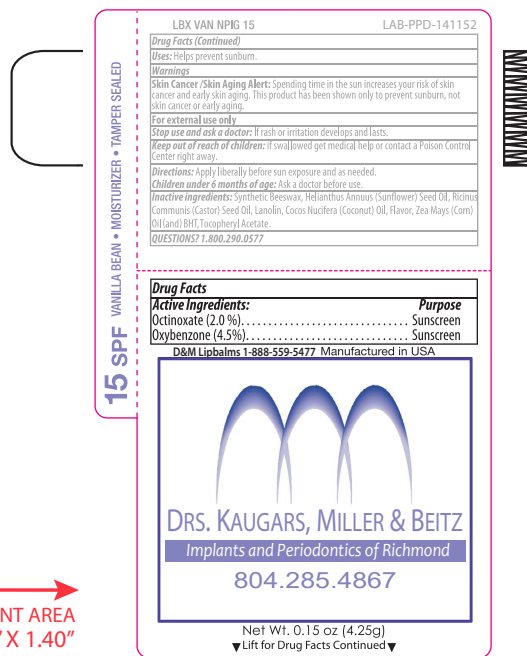 LBX VAN NPIG 15
LAB-PPD-141152
Drug Facts (Continued)
Uses: Helps prevent sunburn.
Warnings
Skin Cancer /Skin Aging Alert: Spending time in the sun increases your risk of skin
cancer and early skin aging. This product has been shown only to prevent sunburn, not
skin cancer or early aging.
For external use only
Stop use and ask a doctor: If rash or irritation develops and lasts.
Keep out of reach of children: If swallowed get medical help or contact a Poison Control
Center right away.
Directions: Apply liberally before sun exposure and as needed.
Children under 6 months of age: Ask a doctor before use.
Inactive ingredients: Synthetic Beeswax, Helianthus Annuus (Sunflower) Seed Oil, Ricinus
Communis (Castor) Seed Oil, Lanolin, Cocos Nucifera (Coconut) Oil, Flavor, Zea Mays (Corn)
Oil (and) BHT, Tocopheryl Acetate.
QUESTIONS? 1.800.290.0577
15 SPF VANILLA BEAN • MOISTURIZER • TAMPER SEALED
Drug Facts
Active Ingredients: Purpose
Octinoxate (2.0 %)............................ Sunscreen
Oxybenzone (4.5%)........................... Sunscreen
D&M Lipbalms 1-888-559-5477 Manufactured in USA
DRS. KAUGARS, MILLER & BEITZ
Implants and Periodontics of Richmond
804.285.4867
Net Wt. 0.15 oz (4.25g)
▼Lift for Drug Facts Continued▼
NT AREA
X 1.40"